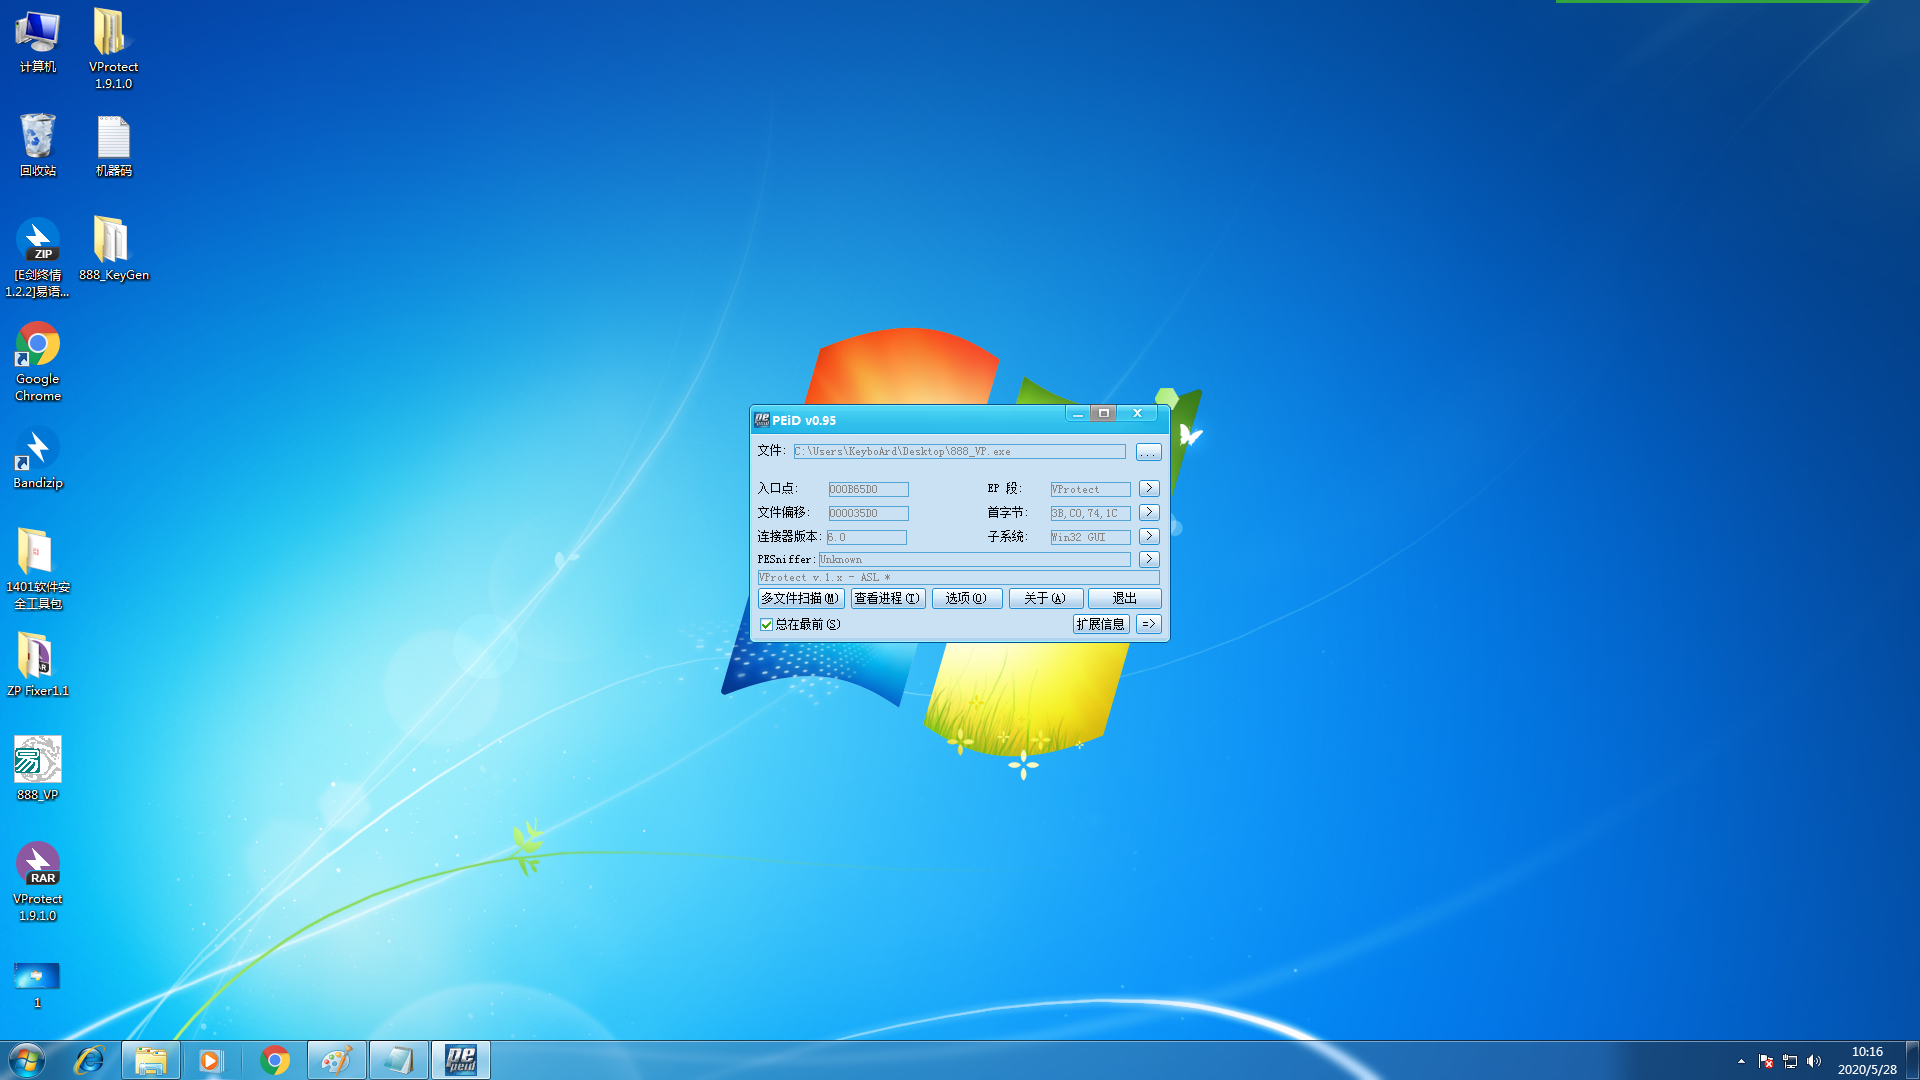 计算机
VProtect
1.9.1.0
回收站
机器码
ZIP
[E剑终情
1.2.2]易语...
888_KeyGen
Google
Chrome
Bandizip
1401软件安
全工具包
ZP Fixer1.1
易
888_VP
RAR
VProtect
1.9.1.0
1
PEiD v0.95
文件: C:\Users\KeyboArd\Desktop\888_VP.exe ...
入口点: 000B65D0 EP 段: VProtect >
文件偏移: 000035D0 首字节: 3B,C0,74,1C >
连接器版本: 6.0 子系统: Win32 GUI >
PESniffer: Unknown >
VProtect v.1.x - ASL *
多文件扫描(M) 查看进程(T) 选项(O) 关于(A) 退出
总在最前(S) 扩展信息 =>
10:16
2020/5/28